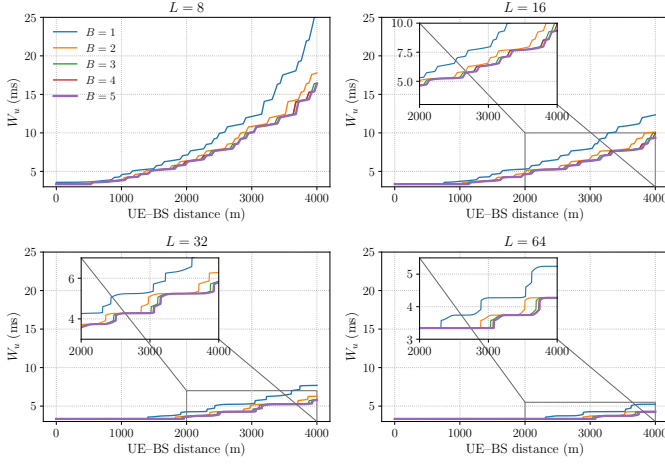 L = 8
25
20
15
10
5
W_u (ms)
B = 1
B = 2
B = 3
B = 4
B = 5
0 1000 2000 3000 4000
UE–BS distance (m)
L = 16
25
20
15
10
5
10.0
7.5
5.0
2000 3000 4000
0 1000 2000 3000 4000
UE–BS distance (m)
L = 32
25
20
15
10
5
W_u (ms)
6
4
2000 3000 4000
0 1000 2000 3000 4000
UE–BS distance (m)
L = 64
25
20
15
10
5
5
4
3
2000 3000 4000
0 1000 2000 3000 4000
UE–BS distance (m)